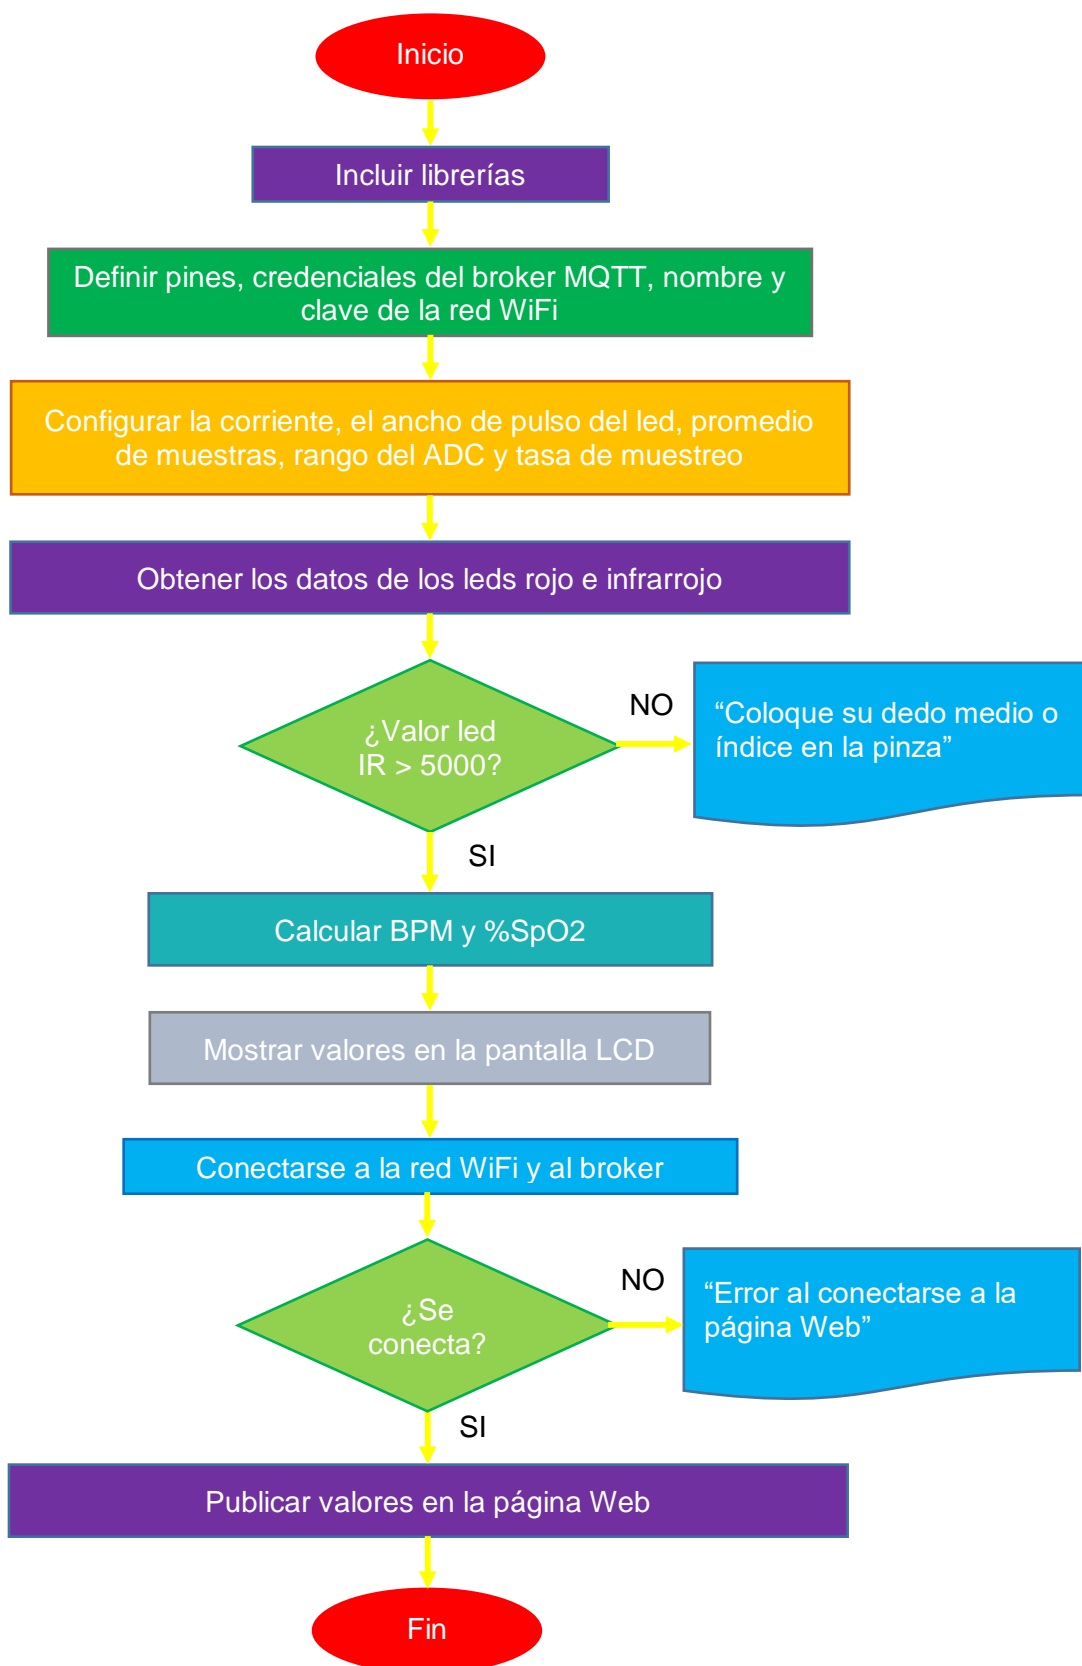 Inicio
Incluir librerías
Definir pines, credenciales del broker MQTT, nombre y
clave de la red WiFi
Configurar la corriente, el ancho de pulso del led, promedio
de muestras, rango del ADC y tasa de muestreo
Obtener los datos de los leds rojo e infrarrojo
¿Valor led
IR > 5000?
NO
“Coloque su dedo medio o
índice en la pinza”
SI
Calcular BPM y %SpO2
Mostrar valores en la pantalla LCD
Conectarse a la red WiFi y al broker
¿Se
conecta?
NO
“Error al conectarse a la
página Web”
SI
Publicar valores en la página Web
Fin